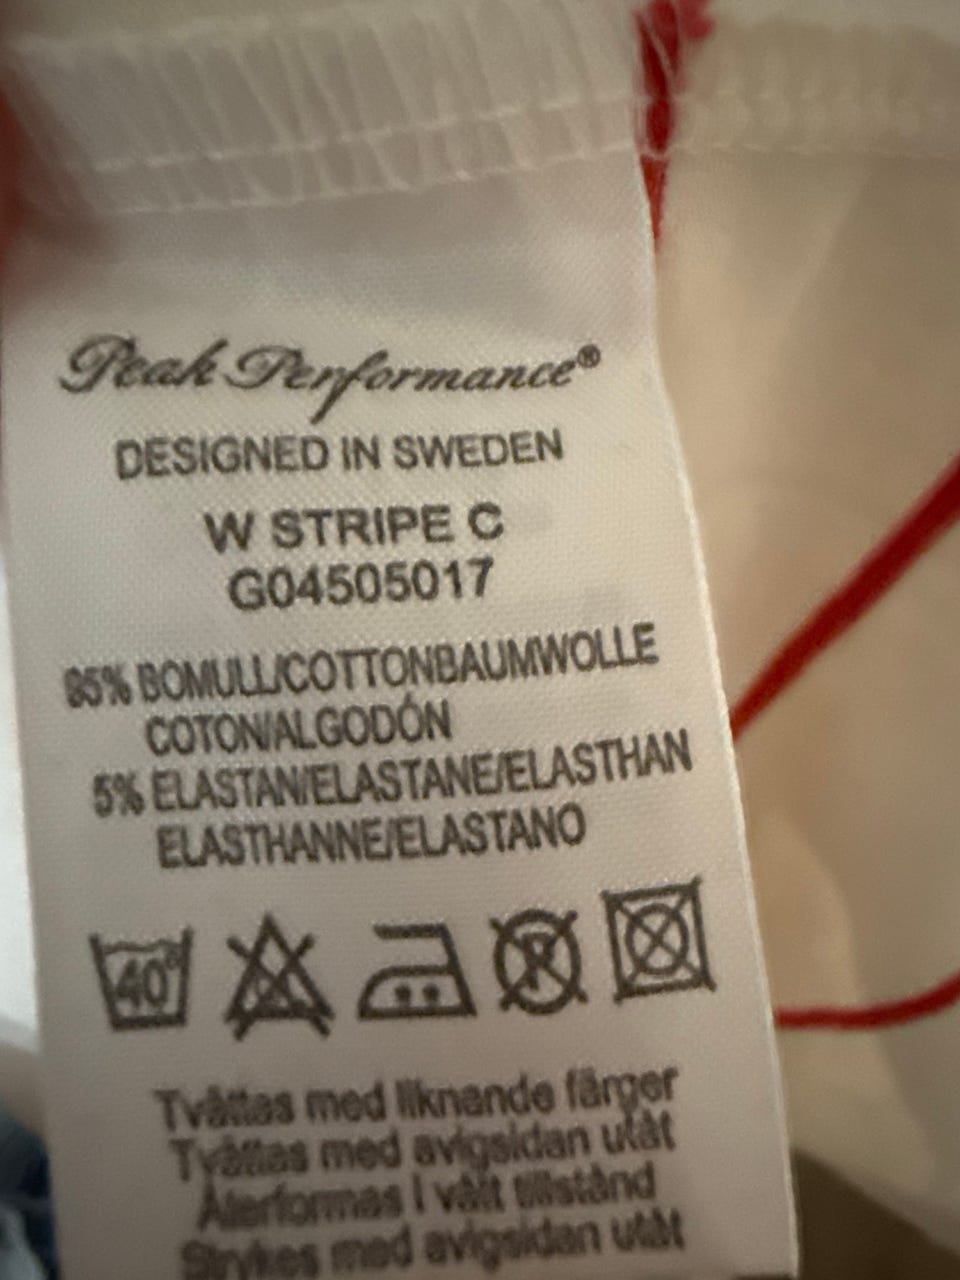 Peak Performance®
DESIGNED IN SWEDEN
W STRIPE C
G04505017
95% BOMULL/COTTONBAUMWOLLE
COTON/ALGODÓN
5% ELASTAN/ELASTANE/ELASTHAN
ELASTHANNE/ELASTANO
40°
P
Tvättas med liknande färger
Tvättas med avigsidan utåt
Återformas i vått tillstånd
Strykes med avigsidan utåt